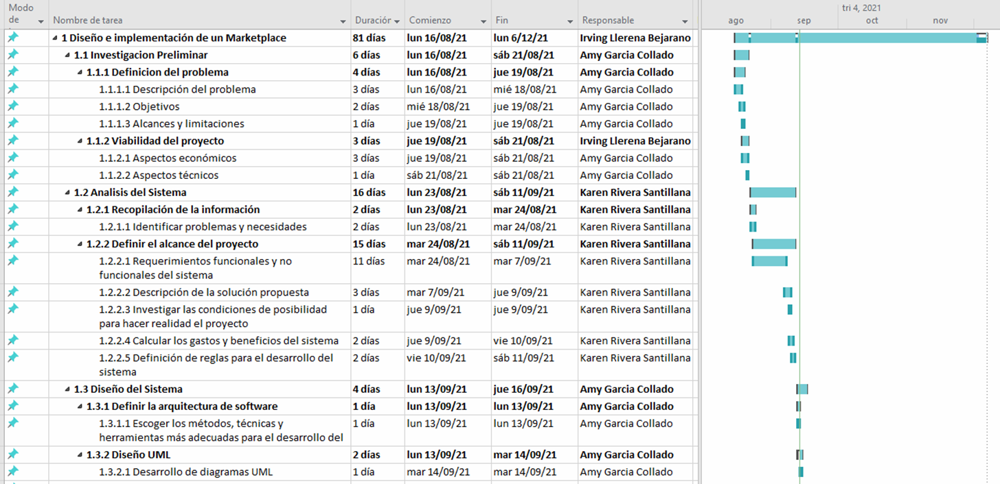 Modo de Nombre de tarea Duración Comienzo Fin Responsable
tri 4, 2021
ago sep oct nov
1 Diseño e implementación de un Marketplace 81 días lun 16/08/21 lun 6/12/21 Irving Llerena Bejarano
1.1 Investigacion Preliminar 6 días lun 16/08/21 sáb 21/08/21 Amy Garcia Collado
1.1.1 Definicion del problema 4 días lun 16/08/21 jue 19/08/21 Amy Garcia Collado
1.1.1.1 Descripción del problema 3 días lun 16/08/21 mié 18/08/21 Amy Garcia Collado
1.1.1.2 Objetivos 2 días mié 18/08/21 jue 19/08/21 Amy Garcia Collado
1.1.1.3 Alcances y limitaciones 1 día jue 19/08/21 jue 19/08/21 Amy Garcia Collado
1.1.2 Viabilidad del proyecto 3 días jue 19/08/21 sáb 21/08/21 Irving Llerena Bejarano
1.1.2.1 Aspectos económicos 3 días jue 19/08/21 sáb 21/08/21 Amy Garcia Collado
1.1.2.2 Aspectos técnicos 1 día sáb 21/08/21 sáb 21/08/21 Amy Garcia Collado
1.2 Analisis del Sistema 16 días lun 23/08/21 sáb 11/09/21 Karen Rivera Santillana
1.2.1 Recopilación de la información 2 días lun 23/08/21 mar 24/08/21 Karen Rivera Santillana
1.2.1.1 Identificar problemas y necesidades 2 días lun 23/08/21 mar 24/08/21 Karen Rivera Santillana
1.2.2 Definir el alcance del proyecto 15 días mar 24/08/21 sáb 11/09/21 Karen Rivera Santillana
1.2.2.1 Requerimientos funcionales y no 11 días mar 24/08/21 mar 7/09/21 Karen Rivera Santillana
funcionales del sistema
1.2.2.2 Descripción de la solución propuesta 3 días mar 7/09/21 jue 9/09/21 Karen Rivera Santillana
1.2.2.3 Investigar las condiciones de posibilidad 1 día jue 9/09/21 jue 9/09/21 Karen Rivera Santillana
para hacer realidad el proyecto
1.2.2.4 Calcular los gastos y beneficios del sistema 2 días jue 9/09/21 vie 10/09/21 Karen Rivera Santillana
1.2.2.5 Definición de reglas para el desarrollo del 2 días vie 10/09/21 sáb 11/09/21 Karen Rivera Santillana
sistema
1.3 Diseño del Sistema 4 días lun 13/09/21 jue 16/09/21 Amy Garcia Collado
1.3.1 Definir la arquitectura de software 1 día lun 13/09/21 lun 13/09/21 Amy Garcia Collado
1.3.1.1 Escoger los métodos, técnicas y 1 día lun 13/09/21 lun 13/09/21 Amy Garcia Collado
herramientas más adecuadas para el desarrollo del
1.3.2 Diseño UML 2 días lun 13/09/21 mar 14/09/21 Amy Garcia Collado
1.3.2.1 Desarrollo de diagramas UML 1 día mar 14/09/21 mar 14/09/21 Amy Garcia Collado